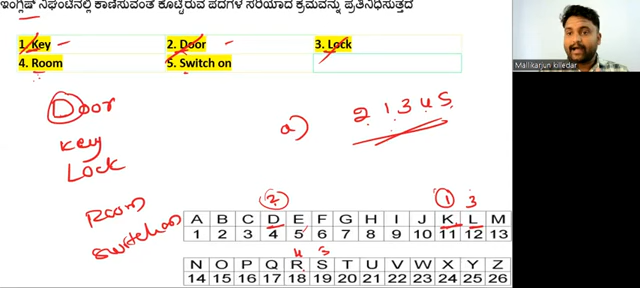 ಇಂಗ್ಲಿಷ್ ನಿಘಂಟಿನಲ್ಲಿ ಕಾಣಿಸುವಂತೆ ಕೊಟ್ಟಿರುವ ಪದಗಳ ಸರಿಯಾದ ಕ್ರಮವನ್ನು ಪ್ರತಿನಿಧಿಸುತ್ತದೆ
1. Key 2. Door 3. Lock
4. Room 5. Switch on
Door
Key
Lock
Room
Switch on
a) 2 1 3 4 5
2 1 3
A B C D E F G H I J K L M
1 2 3 4 5 6 7 8 9 10 11 12 13
4 5
N O P Q R S T U V W X Y Z
14 15 16 17 18 19 20 21 22 23 24 25 26
Mallikarjun killedar